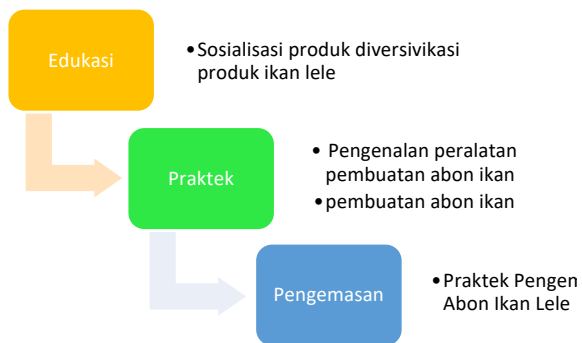 Edukasi
•Sosialisasi produk diversivikasi
produk ikan lele
Praktek
• Pengenalan peralatan
pembuatan abon ikan
•pembuatan abon ikan
Pengemasan
•Praktek
Abon Ikan Lele